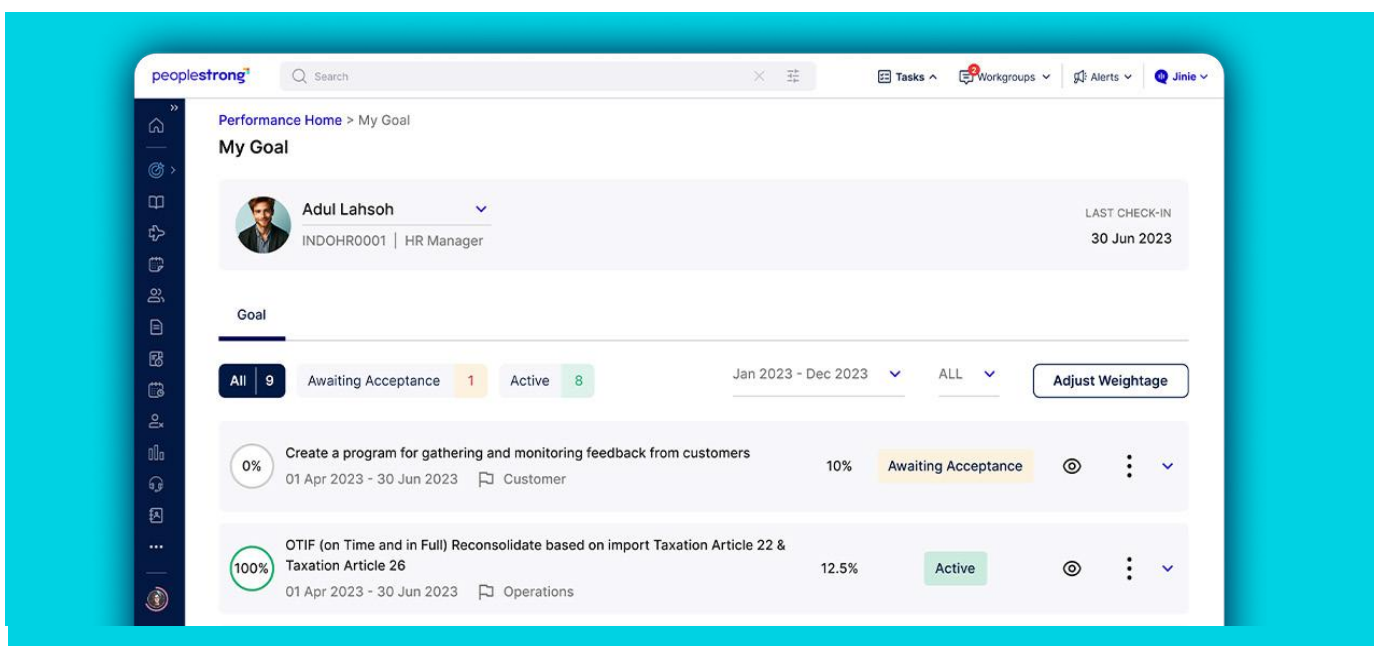 peoplestrong
Search
Tasks
2
Workgroups
Alerts
Jinie
Performance Home > My Goal
My Goal
Adul Lahsoh
INDOHR0001 | HR Manager
LAST CHECK-IN
30 Jun 2023
Goal
All | 9
Awaiting Acceptance 1
Active 8
Jan 2023 - Dec 2023
ALL
Adjust Weightage
0%
Create a program for gathering and monitoring feedback from customers
01 Apr 2023 - 30 Jun 2023
Customer
10%
Awaiting Acceptance
100%
OTIF (on Time and in Full) Reconsolidate based on import Taxation Article 22 &
Taxation Article 26
01 Apr 2023 - 30 Jun 2023
Operations
12.5%
Active